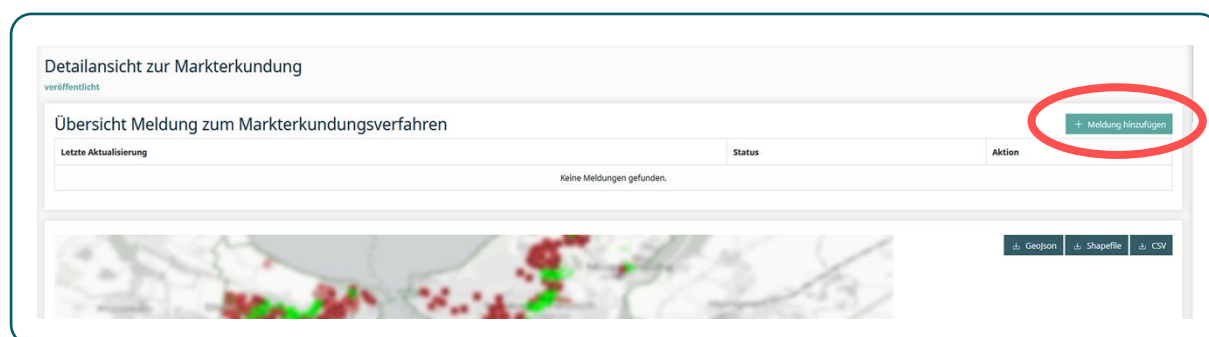 Detailansicht zur Markterkundung
veröffentlicht
Übersicht Meldung zum Markterkundungsverfahren
+ Meldung hinzufügen
Letzte Aktualisierung Status Aktion
Keine Meldungen gefunden.
GeoJson Shapefile CSV